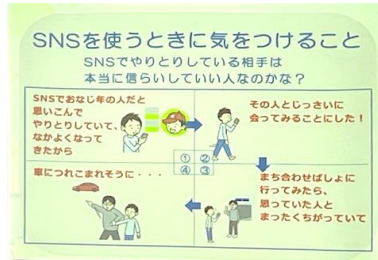 SNSを使うときに気をつけること
SNSでやりとりしている相手は
本当に信らいしていい人なのかな？
SNSでおなじ年の人だと
思いこんで
やりとりしていて、
なかよくなって
きたから
その人とじっさいに
会ってみることにした！
①②
④③
まち合わせばしょに
行ってみたら、
思っていた人と
まったくちがっていて
車につれこまれそうに・・・